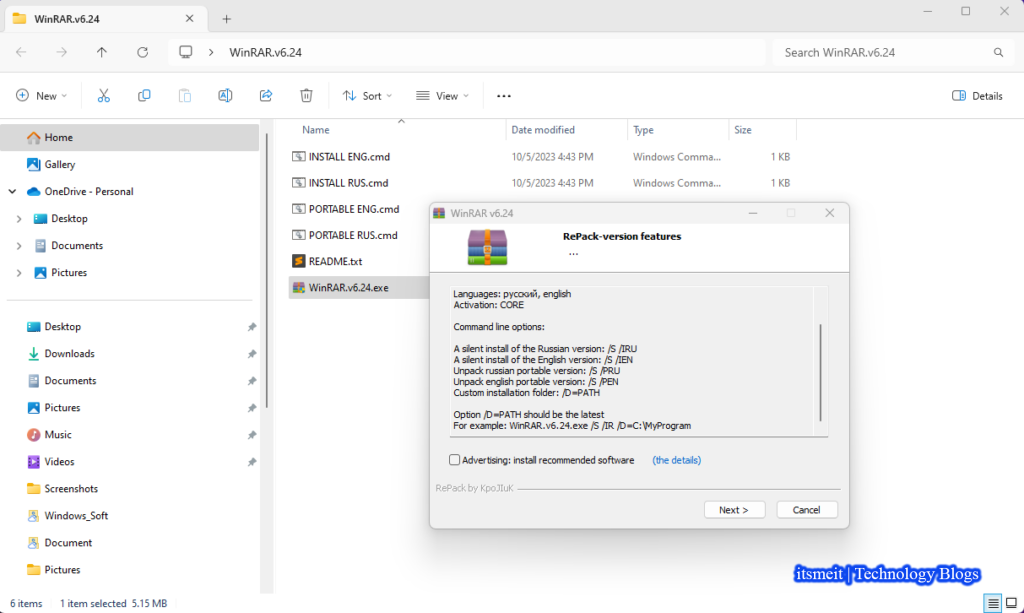 WinRAR.v6.24
WinRAR.v6.24
Search WinRAR.v6.24
New
Sort
View
Details
Home
Gallery
OneDrive - Personal
Desktop
Documents
Pictures
Desktop
Downloads
Documents
Pictures
Music
Videos
Screenshots
Windows_Soft
Document
Pictures
Name Date modified Type Size
INSTALL ENG.cmd 10/5/2023 4:43 PM Windows Comma... 1 KB
INSTALL RUS.cmd 10/5/2023 4:43 PM Windows Comma... 1 KB
PORTABLE ENG.cmd
PORTABLE RUS.cmd
README.txt
WinRAR.v6.24.exe
WinRAR v6.24
RePack-version features
...
Languages: русский, english
Activation: CORE
Command line options:
A silent install of the Russian version: /S /IRU
A silent install of the English version: /S /IEN
Unpack russian portable version: /S /PRU
Unpack english portable version: /S /PEN
Custom installation folder: /D=PATH
Option /D=PATH should be the latest
For example: WinRAR.v6.24.exe /S /IR /D=C:\MyProgram
Advertising: install recommended software (the details)
RePack by KpoJIuK
Next > Cancel
itsmeit | Technology Blogs
6 items 1 item selected 5.15 MB